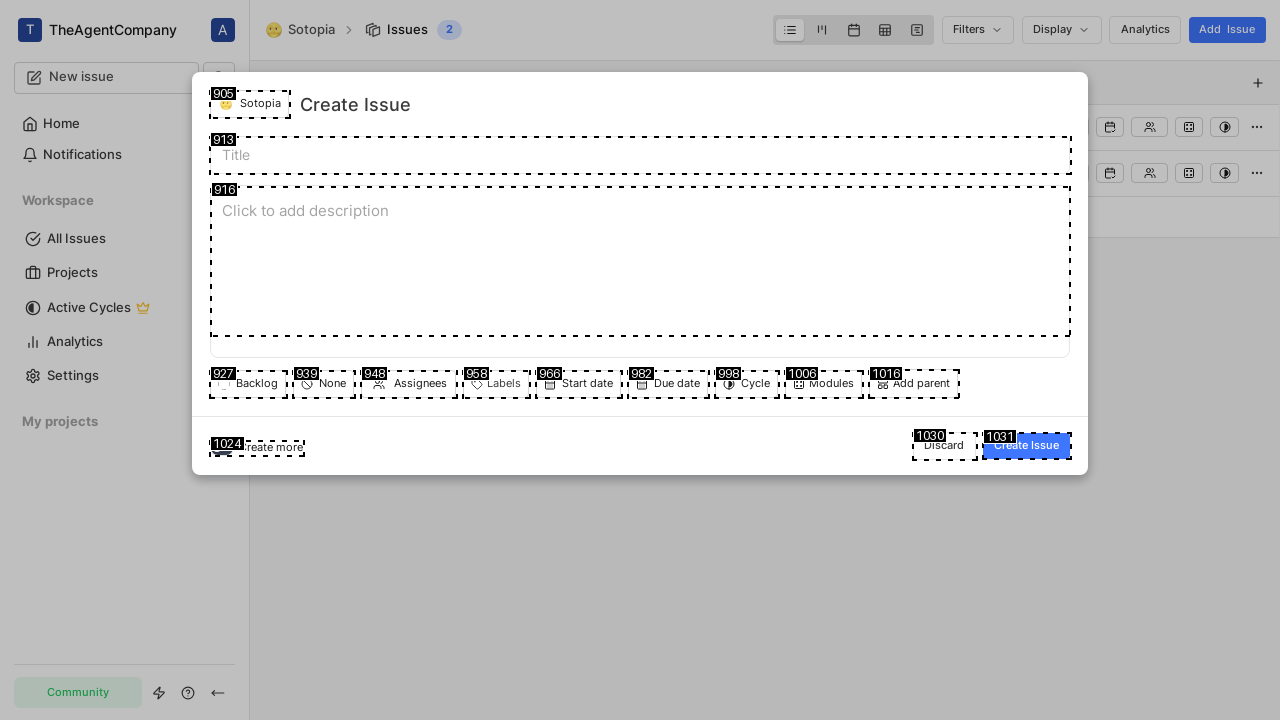 T TheAgentCompany A
Sotopia Issues 2
Filters Display Analytics Add Issue
New issue
Home
Notifications
Workspace
All Issues
Projects
Active Cycles
Analytics
Settings
My projects
Community
905 Sotopia Create Issue
913
Title
916
Click to add description
927 Backlog 939 None 948 Assignees 958 Labels 966 Start date 982 Due date 998 Cycle 1006 Modules 1016 Add parent
1024 Create more 1030 Discard 1031 Create Issue